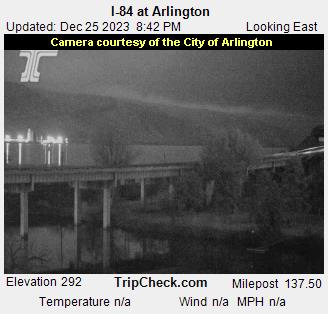 I-84 at Arlington
Updated: Dec 25 2023 8:42 PM Looking East
Camera courtesy of the City of Arlington
Elevation 292 TripCheck.com Milepost 137.50
Temperature n/a Wind n/a MPH n/a